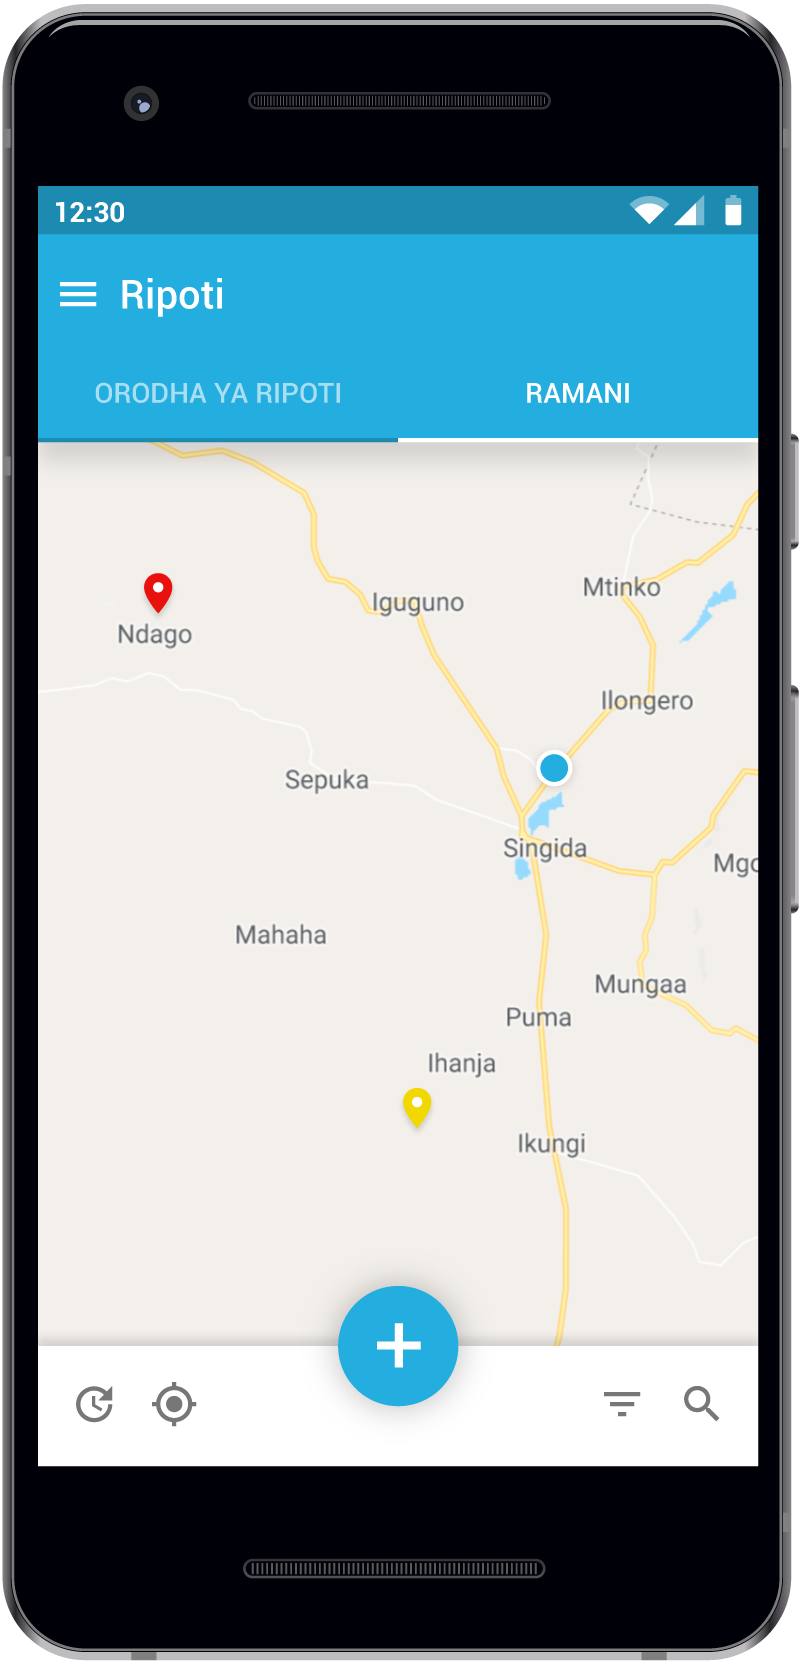 12:30
Ripoti
ORODHA YA RIPOTI
RAMANI
Mtinko
Iguguno
Ndago
Ilongero
Sepuka
Singida
Mgo
Mahaha
Mungaa
Puma
Ihanja
Ikungi